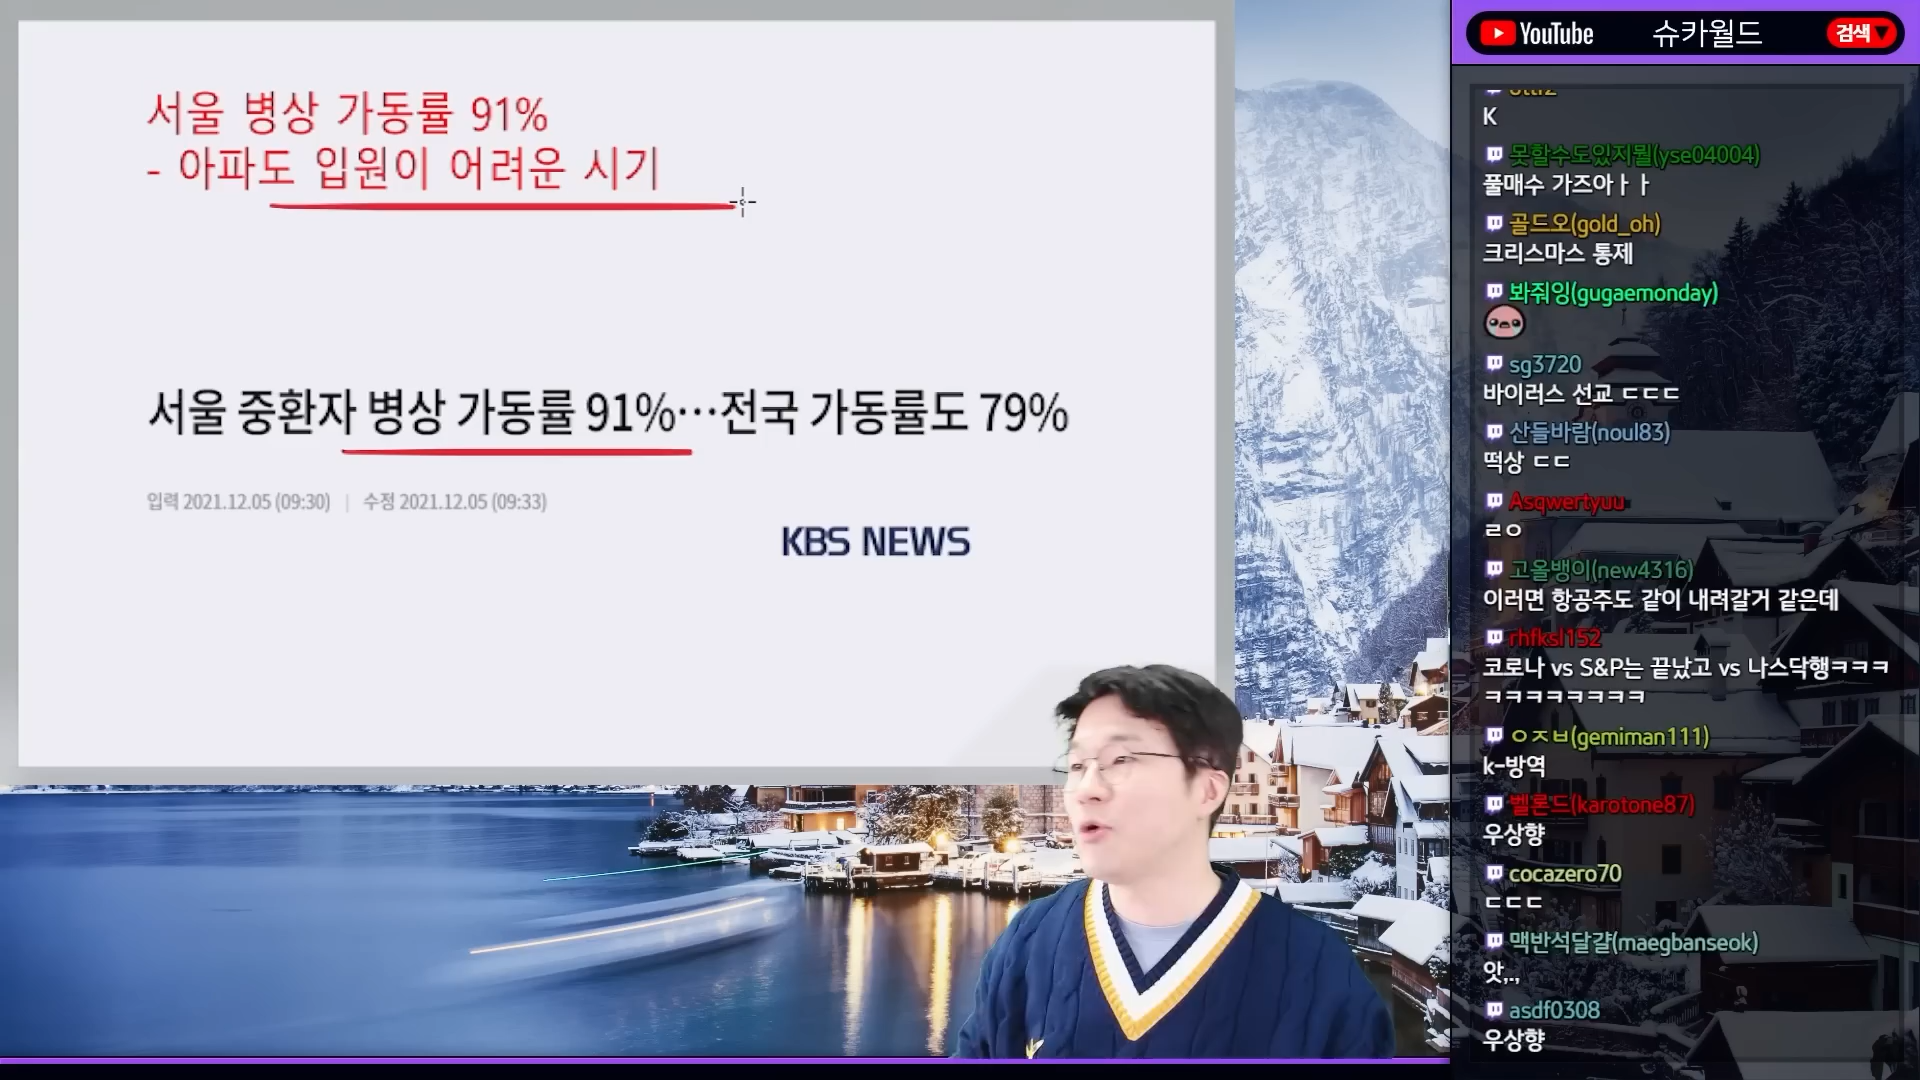 서울 병상 가동률 91%
- 아파도 입원이 어려운 시기
서울 중환자 병상 가동률 91%…전국 가동률도 79%
입력 2021.12.05 (09:30) | 수정 2021.12.05 (09:33)
KBS NEWS
YouTube 슈카월드 검색▼
K
못할수도있지뭘(yse04004)
풀매수 가즈아ㅏㅏ
골드오(gold_oh)
크리스마스 통제
봐줘잉(gugaemonday)
sg3720
바이러스 선교 ㄷㄷㄷ
산들바람(noul83)
떡상 ㄷㄷ
Asqwertyuu
ㄹㅇ
고올뱅이(new4316)
이러면 항공주도 같이 내려갈거 같은데
rhfksl152
코로나 vs S&P는 끝났고 vs 나스닥행ㅋㅋㅋ
ㅋㅋㅋㅋㅋㅋㅋㅋ
ㅇㅈㅂ(gemiman111)
k-방역
벨론드(karotone87)
우상향
cocazero70
ㄷㄷㄷ
맥반석달걀(maegbanseok)
앗,.,
asdf0308
우상향